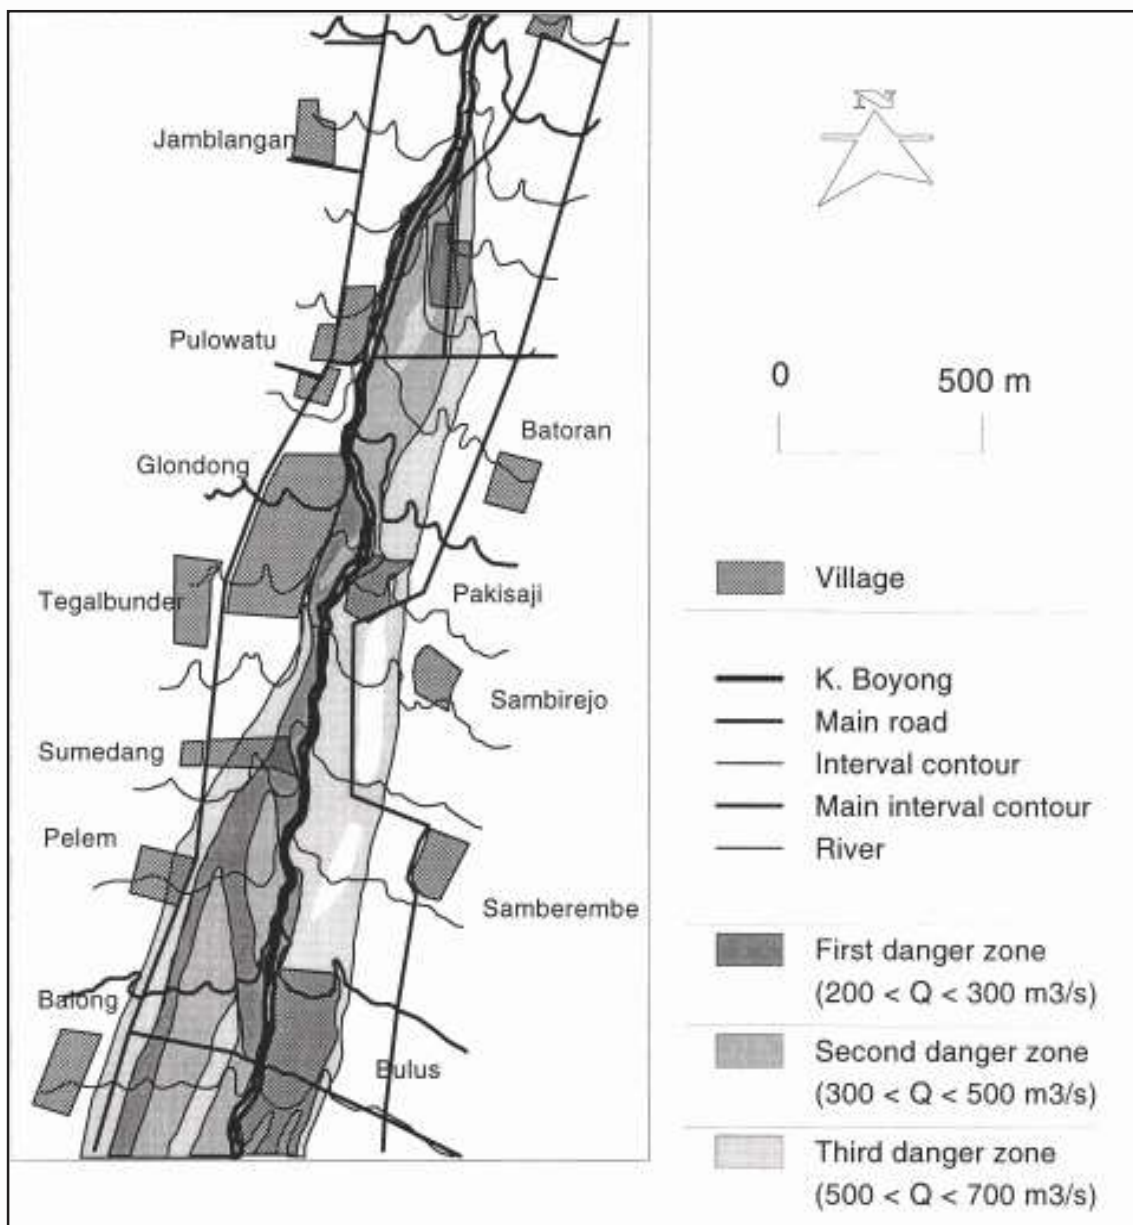 N
Jamblangan
Pulowatu
0 500 m
Batoran
Glondong
Village
Tegalbunder
Pakisaji
K. Boyong
Sambirejo
Main road
Sumedang
Interval contour
Main interval contour
Pelem
River
Samberembe
First danger zone
(200 < Q < 300 m3/s)
Balong
Second danger zone
Bulus
(300 < Q < 500 m3/s)
Third danger zone
(500 < Q < 700 m3/s)